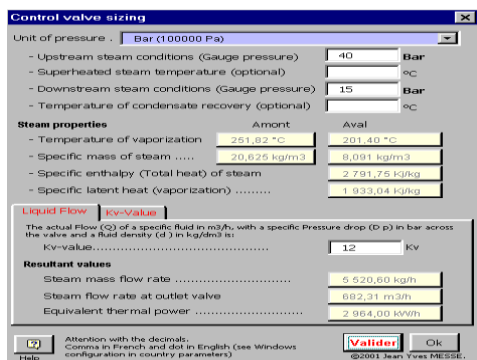 Control valve sizing
Unit of pressure . Bar (100000 Pa)
- Upstream steam conditions (Gauge pressure) 40 Bar
- Superheated steam temperature (optional) °C
- Downstream steam conditions (Gauge pressure) 15 Bar
- Temperature of condensate recovery (optional) °C
Steam properties Amont Aval
- Temperature of vaporization 251,82 °C 201,40 °C
- Specific mass of steam ..... 20,625 kg/m3 8,091 kg/m3
- Specific enthalpy (Total heat) of steam 2 791,75 Kj/kg
- Specific latent heat (vaporization) ......... 1 933,04 Kj/kg
Liquid Flow Kv-Value
The actual Flow (Q) of a specific fluid in m3/h, with a specific Pressure drop (D p) in bar across
the valve and a fluid density (d ) in kg/dm3 is:
Kv-value............................................. 12 Kv
Resultant values
Steam mass flow rate ...................... 5 520,60 kg/h
Steam flow rate at outlet valve 682,31 m3/h
Equivalent thermal power ..................... 2 964,00 kW/h
Help
Attention with the decimals.
Comma in French and dot in English (see Windows
configuration in country parameters)
Valider Ok
©2001 Jean Yves MESSE.